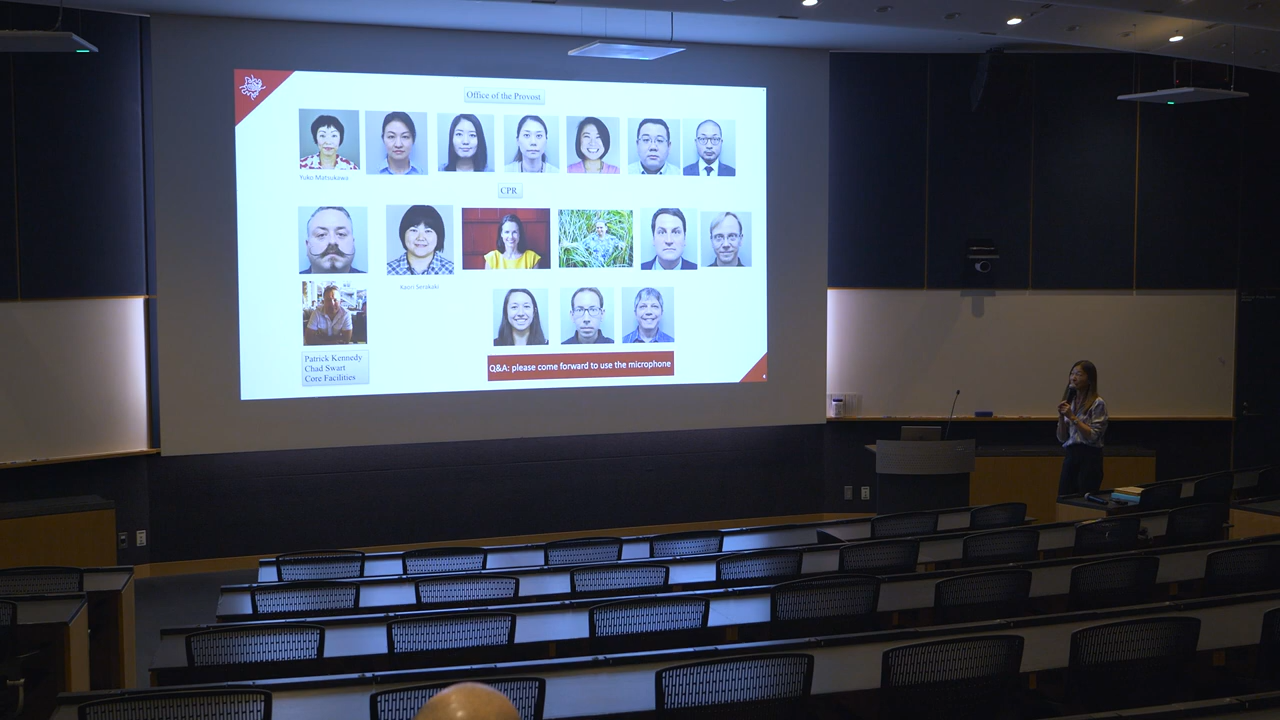 Office of the Provost
Yuko Matsukawa
CPR
Kaori Serakaki
Patrick Kennedy
Chad Swart
Core Facilities
Q&A: please come forward to use the microphone